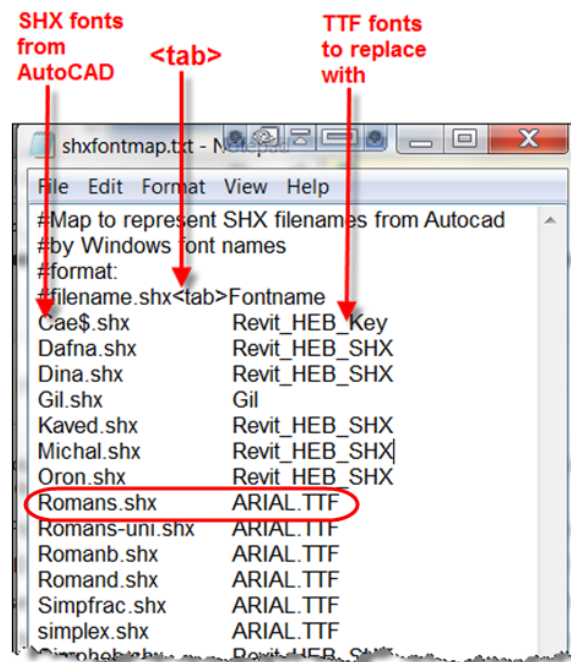 SHX fonts
from
AutoCAD
<tab>
TTF fonts
to replace
with
shxfontmap.txt - Notepad
File Edit Format View Help
#Map to represent SHX filenames from Autocad
#by Windows font names
#format:
#filename.shx<tab>Fontname
Cae$.shx Revit_HEB_Key
Dafna.shx Revit_HEB_SHX
Dina.shx Revit_HEB_SHX
Gil.shx Gil
Kaved.shx Revit_HEB_SHX
Michal.shx Revit_HEB_SHX
Oron.shx Revit_HEB_SHX
Romans.shx ARIAL.TTF
Romans-uni.shx ARIAL.TTF
Romanb.shx ARIAL.TTF
Romand.shx ARIAL.TTF
Simpfrac.shx ARIAL.TTF
simplex.shx ARIAL.TTF